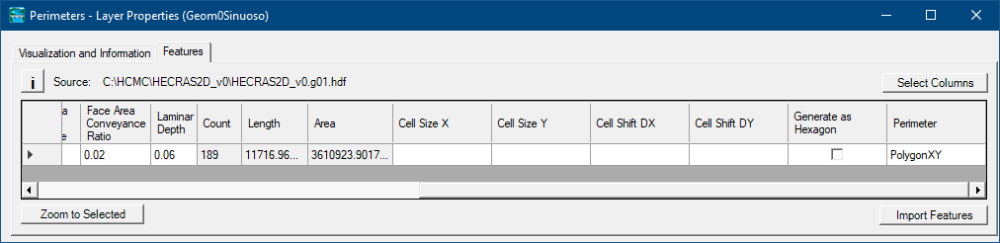 Perimeters - Layer Properties (Geom0Sinuoso)
Visualization and Information Features
i Source: C:\HCMC\HECRAS2D_v0\HECRAS2D_v0.g01.hdf Select Columns
a
e
Face Area
Conveyance
Ratio
Laminar
Depth
Count
Length
Area
Cell Size X
Cell Size Y
Cell Shift DX
Cell Shift DY
Generate as
Hexagon
Perimeter
0.02 0.06 189 11716.96... 3610923.9017... PolygonXY
Zoom to Selected Import Features